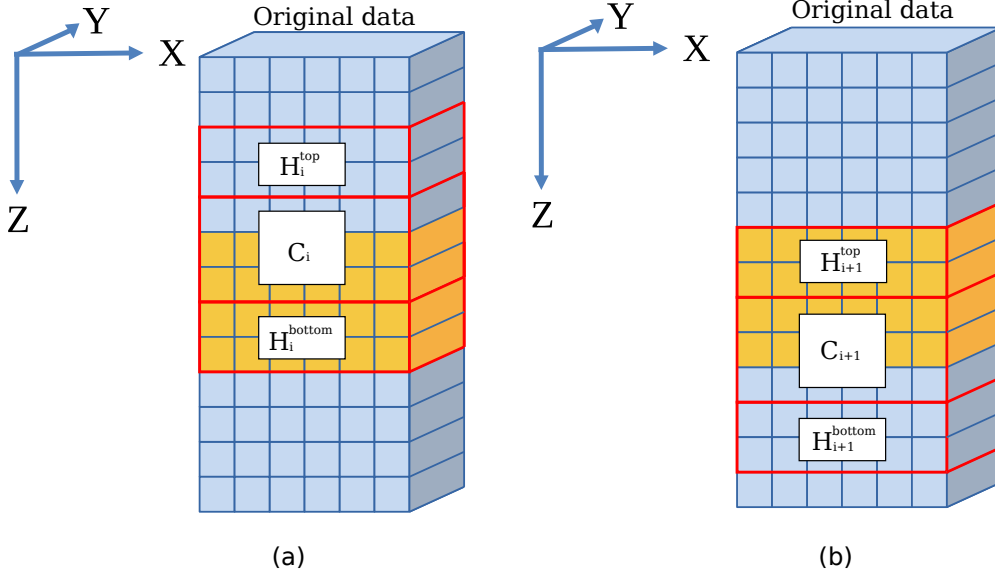 Original data
Y
X
Z
H_i^top
C_i
H_i^bottom
(a)
Original data
Y
X
Z
H_{i+1}^top
C_{i+1}
H_{i+1}^bottom
(b)